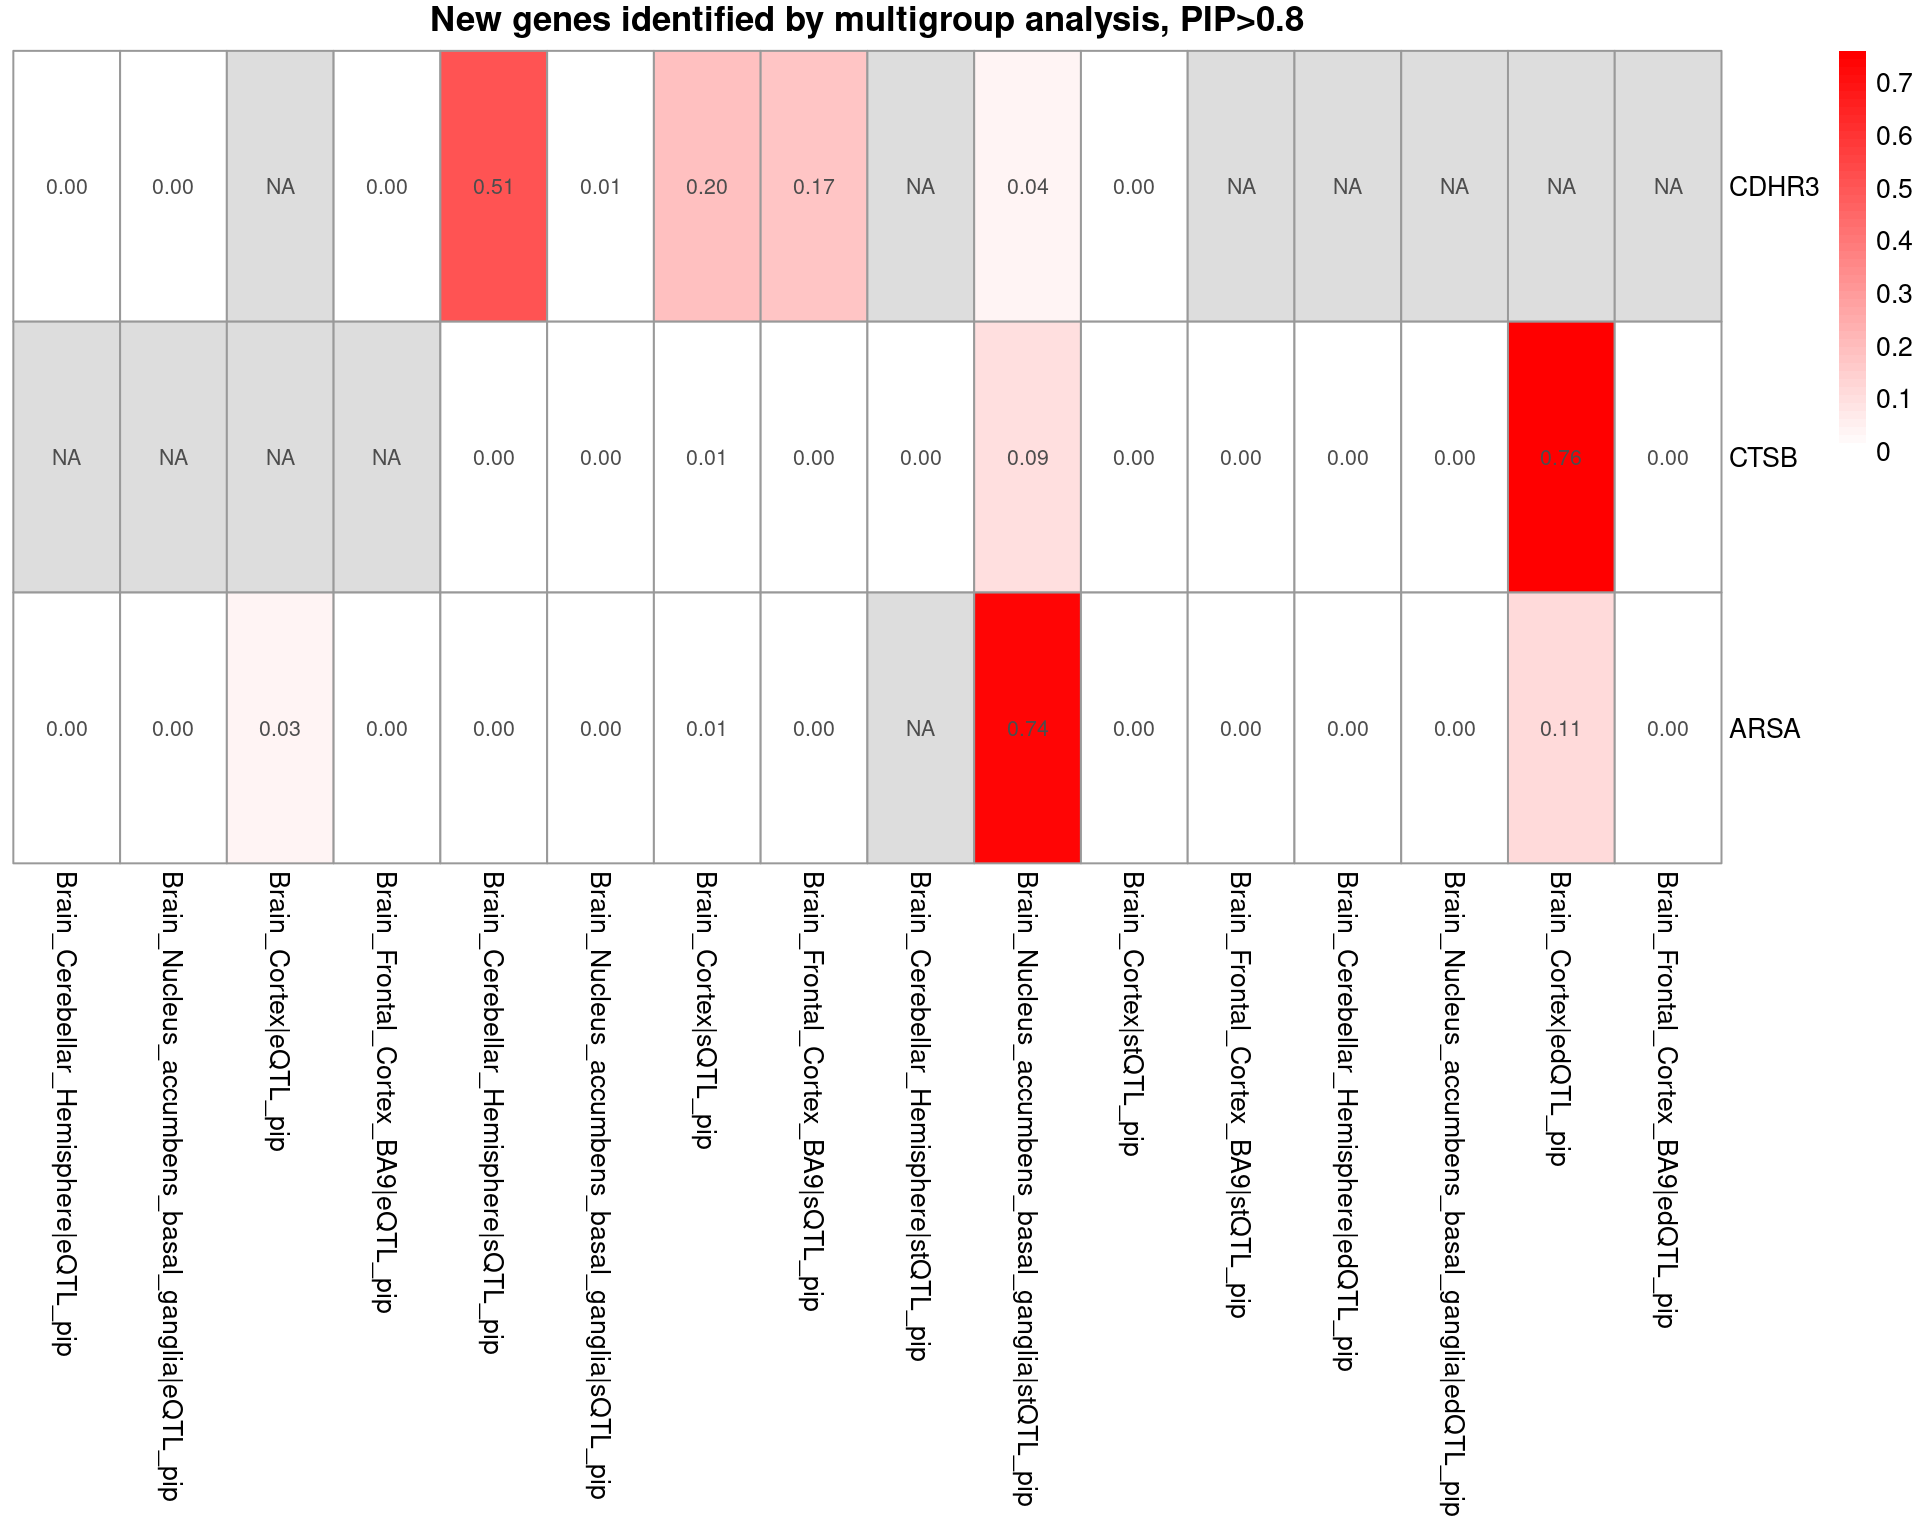 New genes identified by multigroup analysis, PIP>0.8
0.00 0.00 NA 0.00 0.51 0.01 0.20 0.17 NA 0.04 0.00 NA NA NA NA NA CDHR3
NA NA NA NA 0.00 0.00 0.01 0.00 0.00 0.09 0.00 0.00 0.00 0.00 0.76 0.00 CTSB
0.00 0.00 0.03 0.00 0.00 0.00 0.01 0.00 NA 0.74 0.00 0.00 0.00 0.00 0.11 0.00 ARSA
Brain_Cerebellar_Hemisphere|eQTL_pip
Brain_Nucleus_accumbens_basal_ganglia|eQTL_pip
Brain_Cortex|eQTL_pip
Brain_Frontal_Cortex_BA9|eQTL_pip
Brain_Cerebellar_Hemisphere|sQTL_pip
Brain_Nucleus_accumbens_basal_ganglia|sQTL_pip
Brain_Cortex|sQTL_pip
Brain_Frontal_Cortex_BA9|sQTL_pip
Brain_Cerebellar_Hemisphere|stQTL_pip
Brain_Nucleus_accumbens_basal_ganglia|stQTL_pip
Brain_Cortex|stQTL_pip
Brain_Frontal_Cortex_BA9|stQTL_pip
Brain_Cerebellar_Hemisphere|edQTL_pip
Brain_Nucleus_accumbens_basal_ganglia|edQTL_pip
Brain_Cortex|edQTL_pip
Brain_Frontal_Cortex_BA9|edQTL_pip
0.7
0.6
0.5
0.4
0.3
0.2
0.1
0